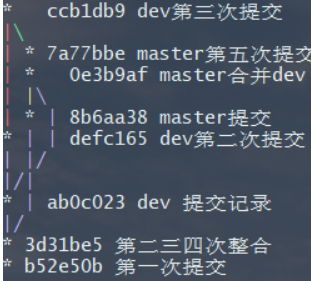 *   ccb1db9 dev第三次提交
|\
| * 7a77bbe master第五次提交
| *   0e3b9af master合并dev
| |\
| * | 8b6aa38 master提交
* | | defc165 dev第二次提交
| |/
|/|
* | ab0c023 dev 提交记录
|/
* 3d31be5 第二三四次整合
* b52e50b 第一次提交